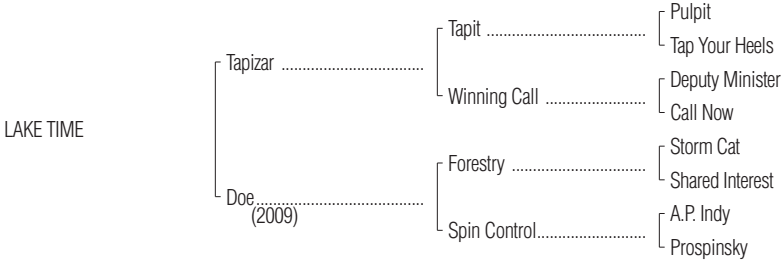 Pulpit
Tapit ....................................
Tap Your Heels
Tapizar ..................................
Deputy Minister
Winning Call .........................
Call Now
LAKE TIME
Storm Cat
Forestry ................................
Shared Interest
Doe........................................
(2009)
A.P. Indy
Spin Control..........................
Prospinsky